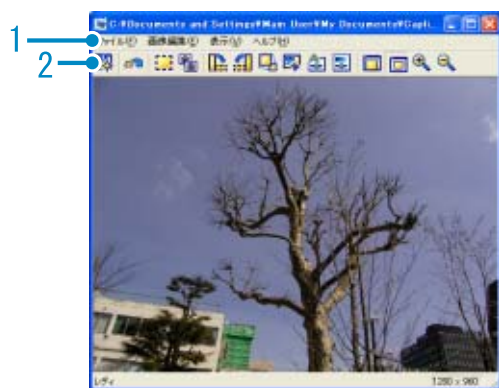 C:¥Documents and Settings¥Main User¥My Documents¥Capti...
1
ファイル(F) 画像編集(E) 表示(V) ヘルプ(H)
2
レディ
1280 x 960